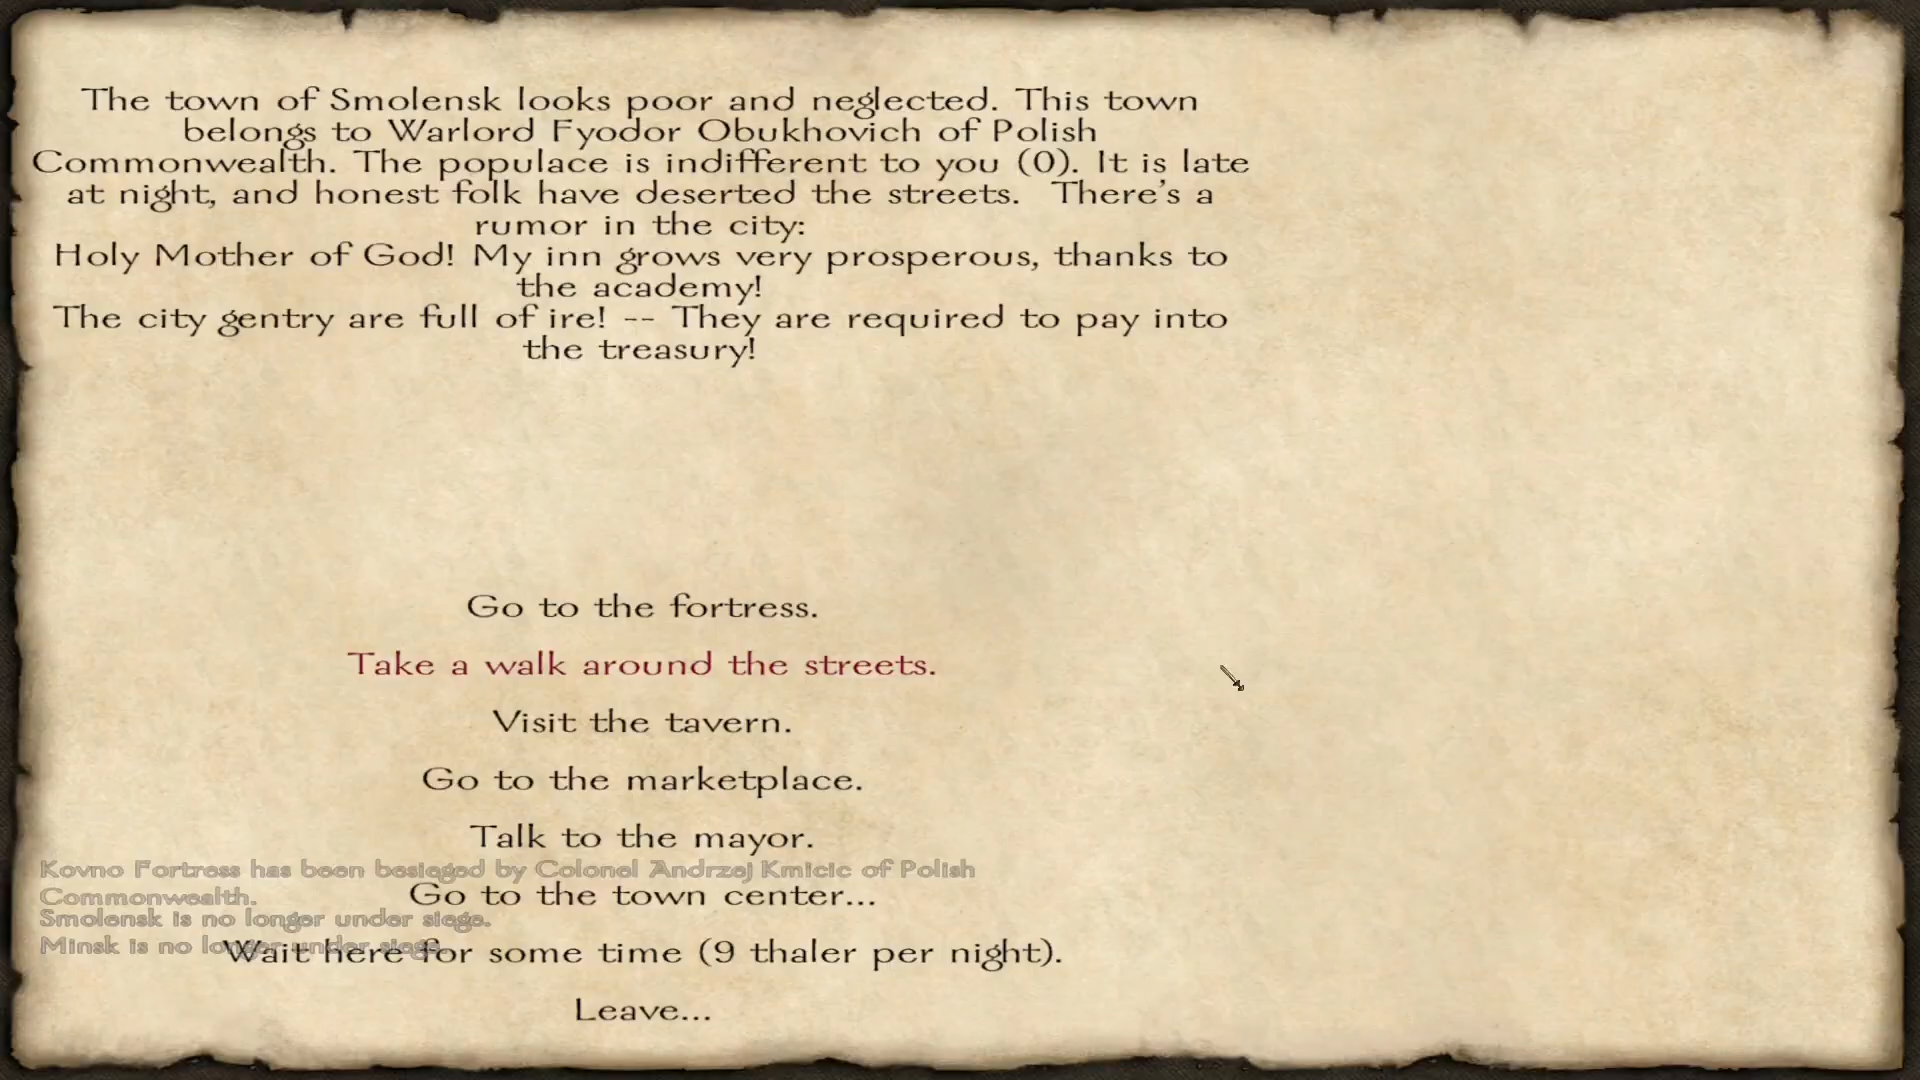 The town of Smolensk looks poor and neglected. This town
belongs to Warlord Fyodor Obukhovich of Polish
Commonwealth. The populace is indifferent to you (0). It is late
at night, and honest folk have deserted the streets. There's a
rumor in the city:
Holy Mother of God! My inn grows very prosperous, thanks to
the academy!
The city gentry are full of ire! -- They are required to pay into
the treasury!
Go to the fortress.
Take a walk around the streets.
Visit the tavern.
Go to the marketplace.
Talk to the mayor.
Kovno Fortress has been besieged by Colonel Andrzej Kmicic of Polish
Commonwealth.
Go to the town center...
Smolensk is no longer under siege.
Minsk is no longer under siege.
Wait here for some time (9 thaler per night).
Leave...